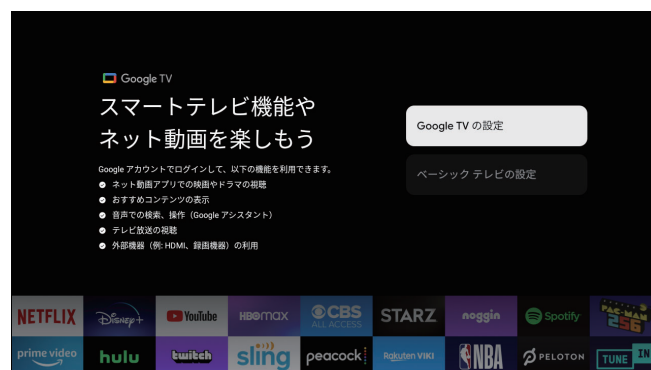 Google TV
スマートテレビ機能や
ネット動画を楽しもう
Google アカウントでログインして、以下の機能を利用できます。
ネット動画アプリでの映画やドラマの視聴
おすすめコンテンツの表示
音声での検索、操作（Google アシスタント）
テレビ放送の視聴
外部機器（例: HDMI、録画機器）の利用
Google TV の設定
ベーシック テレビの設定
NETFLIX Disney+ YouTube HBOMAX CBS ALL ACCESS STARZ noggin Spotify PAC-MAN 256
prime video hulu twitch sling peacock Rakuten VIKI NBA PELOTON TUNE IN